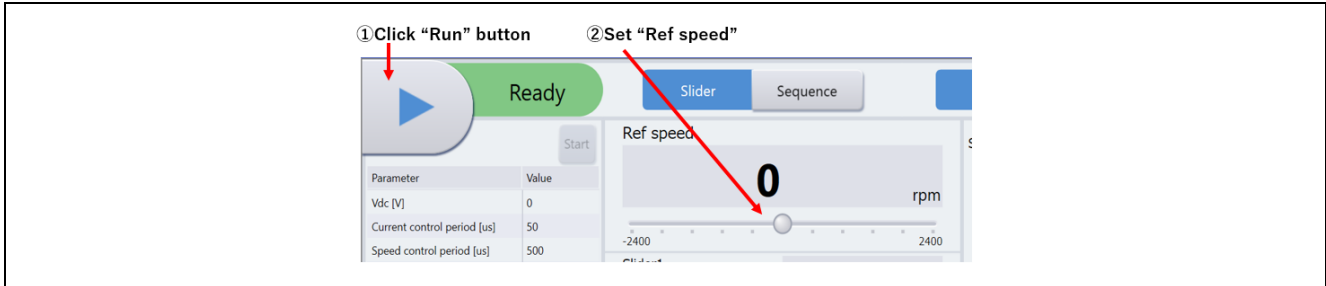 ①Click “Run” button
②Set “Ref speed”
Ready
Slider
Sequence
Start
Ref speed
0
rpm
-2400
2400
Parameter Value
Vdc [V] 0
Current control period [us] 50
Speed control period [us] 500